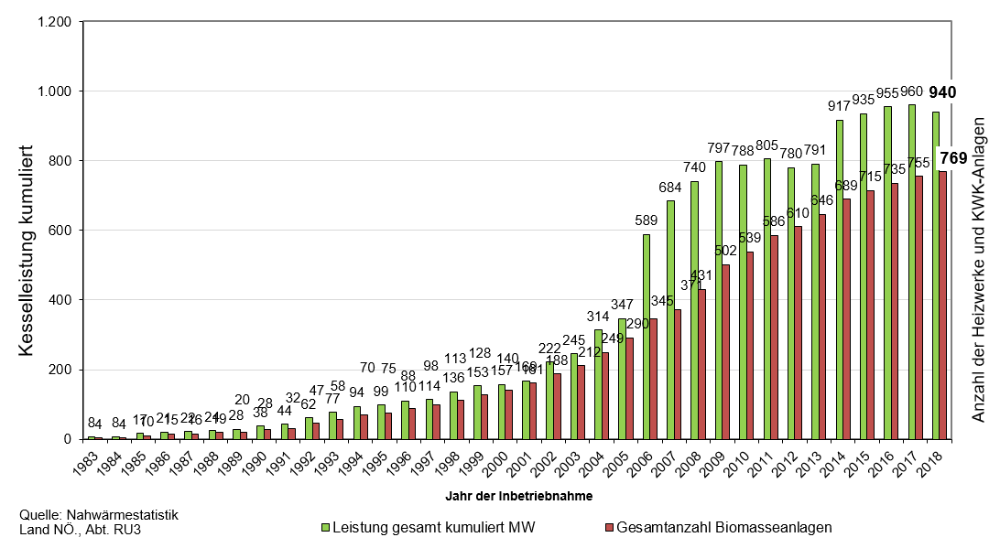 1.200
1.000
800
600
400
200
0
Kesselleistung kumuliert
Anzahl der Heizwerke und KWK-Anlagen
8 8 17 21 22 24 28 38 44 62 77 94 99 110 114 136 153 157 222 245 314 347 589 684 740 797 788 805 780 791 917 935 955 960 940
4 4 10 15 16 19 20 28 32 47 58 70 75 88 98 113 128 140 161 188 212 249 290 345 371 431 502 539 586 610 646 689 715 735 755 769
1983 1984 1985 1986 1987 1988 1989 1990 1991 1992 1993 1994 1995 1996 1997 1998 1999 2000 2001 2002 2003 2004 2005 2006 2007 2008 2009 2010 2011 2012 2013 2014 2015 2016 2017 2018
Jahr der Inbetriebnahme
Quelle: Nahwärmestatistik
Land NÖ., Abt. RU3
Leistung gesamt kumuliert MW
Gesamtanzahl Biomasseanlagen